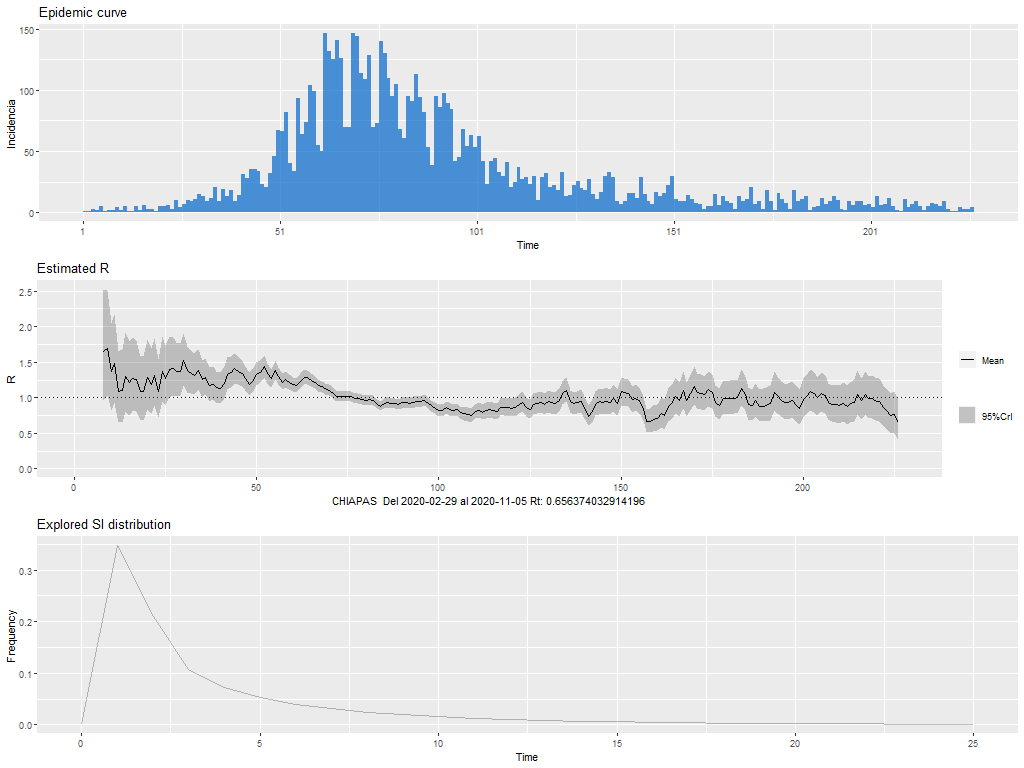 Epidemic curve
150
100
50
0
Incidencia
1 51 101 151 201
Time
Estimated R
2.5
2.0
1.5
1.0
0.5
0.0
R
Mean
95%CrI
0 50 100 150 200
CHIAPAS Del 2020-02-29 al 2020-11-05 Rt: 0.656374032914196
Explored SI distribution
0.3
0.2
0.1
0.0
Frequency
0 5 10 15 20 25
Time